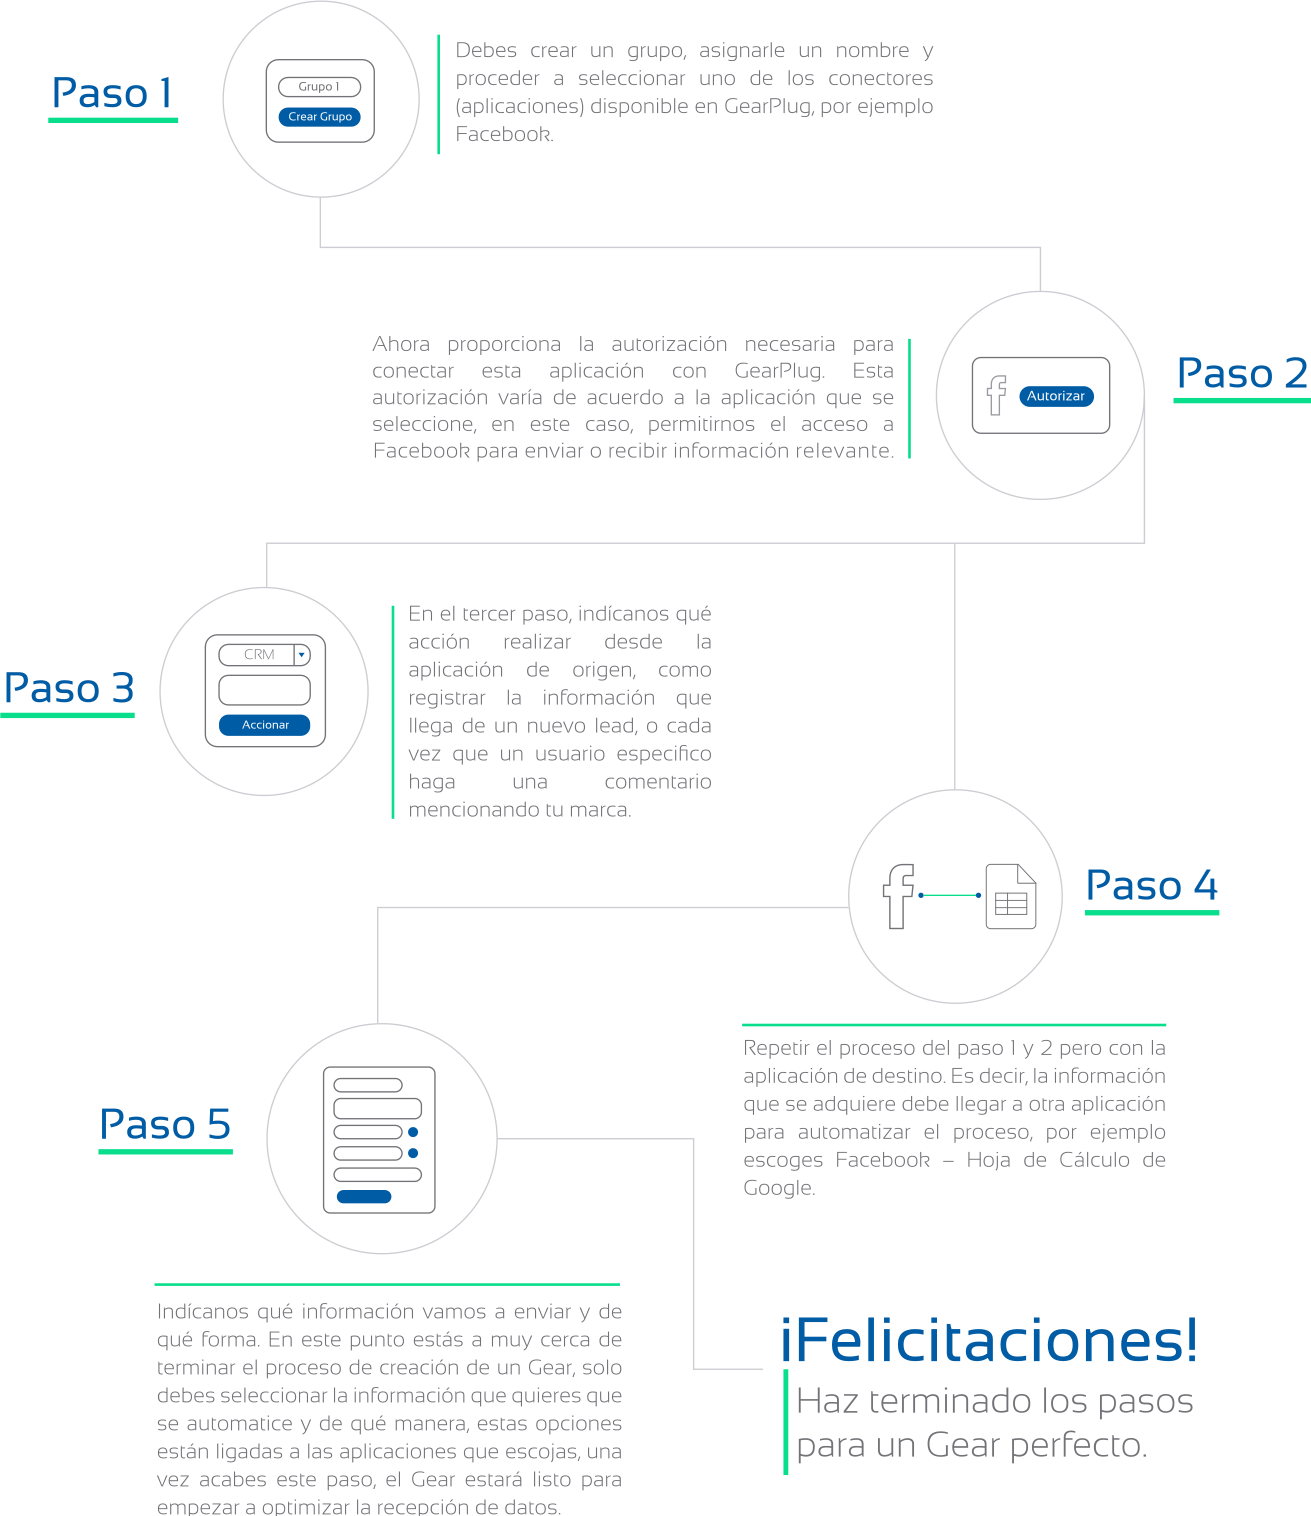 Paso 1
Grupo 1
Crear Grupo
Debes crear un grupo, asignarle un nombre y
proceder a seleccionar uno de los conectores
(aplicaciones) disponible en GearPlug, por ejemplo
Facebook.
Ahora proporciona la autorización necesaria para
conectar esta aplicación con GearPlug. Esta
autorización varía de acuerdo a la aplicación que se
seleccione, en este caso, permitirnos el acceso a
Facebook para enviar o recibir información relevante.
Autorizar
Paso 2
Paso 3
CRM
Accionar
En el tercer paso, indícanos qué
acción realizar desde la
aplicación de origen, como
registrar la información que
llega de un nuevo lead, o cada
vez que un usuario especifico
haga una comentario
mencionando tu marca.
Paso 4
Repetir el proceso del paso 1 y 2 pero con la
aplicación de destino. Es decir, la información
que se adquiere debe llegar a otra aplicación
para automatizar el proceso, por ejemplo
escoges Facebook – Hoja de Cálculo de
Google.
Paso 5
Indícanos qué información vamos a enviar y de
qué forma. En este punto estás a muy cerca de
terminar el proceso de creación de un Gear, solo
debes seleccionar la información que quieres que
se automatice y de qué manera, estas opciones
están ligadas a las aplicaciones que escojas, una
vez acabes este paso, el Gear estará listo para
empezar a optimizar la recepción de datos.
¡Felicitaciones!
Haz terminado los pasos
para un Gear perfecto.